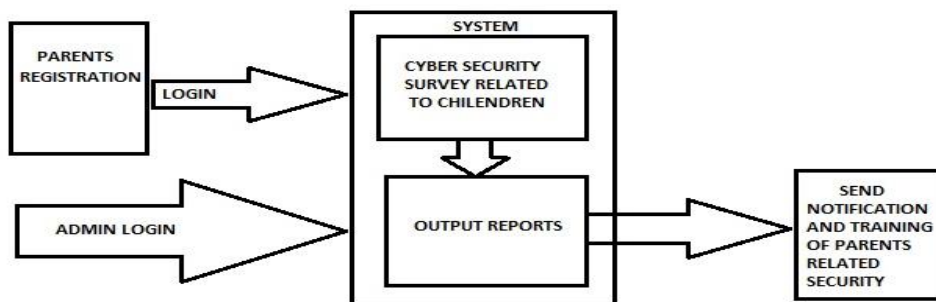 SYSTEM
PARENTS
REGISTRATION
LOGIN
CYBER SECURITY
SURVEY RELATED
TO CHILENDREN
ADMIN LOGIN
OUTPUT REPORTS
SEND
NOTIFICATION
AND TRAINING
OF PARENTS
RELATED
SECURITY